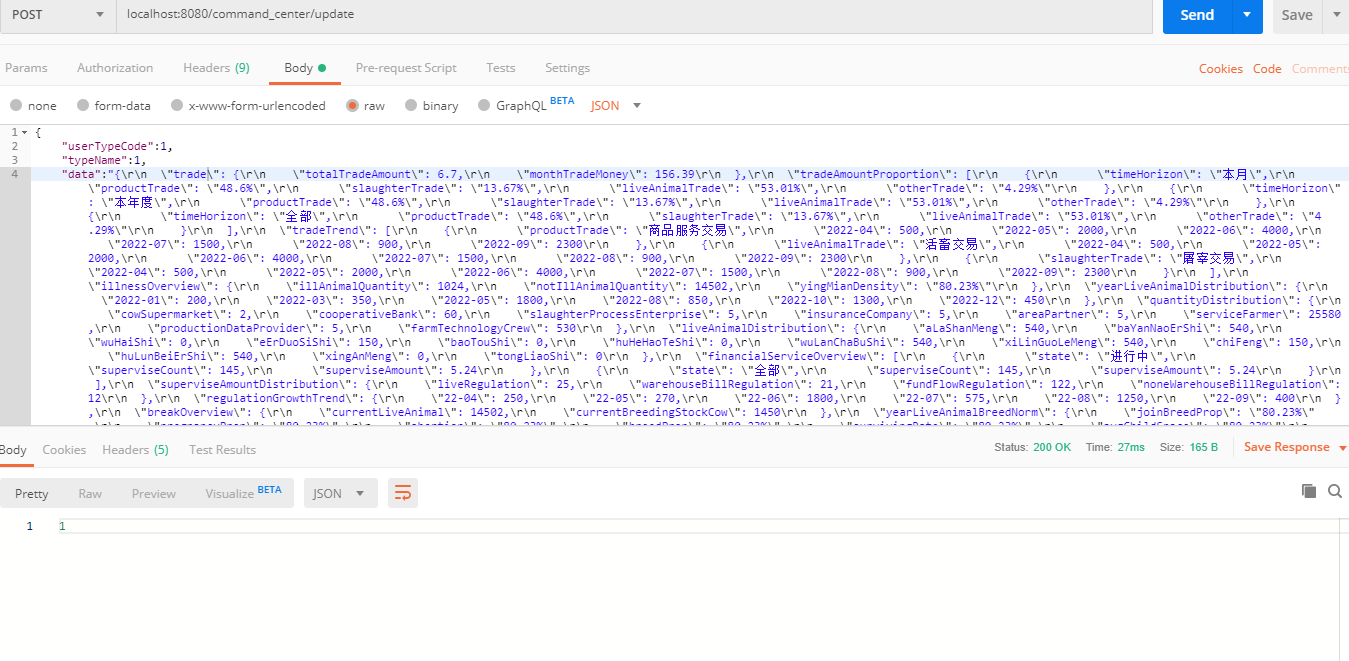 POST localhost:8080/command_center/update Send Save
Params Authorization Headers (9) Body Pre-request Script Tests Settings Cookies Code Comments
none form-data x-www-form-urlencoded raw binary GraphQL BETA JSON
1 {
2 "userTypeCode":1,
3 "typeName":1,
4 "data":"{\r\n  \"trade\": {\r\n    \"totalTradeAmount\": 6.7,\r\n    \"monthTradeMoney\": 156.39\r\n  },\r\n  \"tradeAmountProportion\": [\r\n    {\r\n      \"timeHorizon\": \"本月\",\r\n
\"productTrade\": \"48.6%\",\r\n      \"slaughterTrade\": \"13.67%\",\r\n      \"liveAnimalTrade\": \"53.01%\",\r\n      \"otherTrade\": \"4.29%\"\r\n    },\r\n    {\r\n      \"timeHorizon\"
: \"本年度\",\r\n      \"productTrade\": \"48.6%\",\r\n      \"slaughterTrade\": \"13.67%\",\r\n      \"liveAnimalTrade\": \"53.01%\",\r\n      \"otherTrade\": \"4.29%\"\r\n    },\r\n
{\r\n      \"timeHorizon\": \"全部\",\r\n      \"productTrade\": \"48.6%\",\r\n      \"slaughterTrade\": \"13.67%\",\r\n      \"liveAnimalTrade\": \"53.01%\",\r\n      \"otherTrade\": \"4
.29%\"\r\n    }\r\n  ],\r\n  \"tradeTrend\": [\r\n    {\r\n      \"productTrade\": \"商品服务交易\",\r\n      \"2022-04\": 500,\r\n      \"2022-05\": 2000,\r\n      \"2022-06\": 4000,\r\n
\"2022-07\": 1500,\r\n      \"2022-08\": 900,\r\n      \"2022-09\": 2300\r\n    },\r\n    {\r\n      \"liveAnimalTrade\": \"活畜交易\",\r\n      \"2022-04\": 500,\r\n      \"2022-05\":
2000,\r\n      \"2022-06\": 4000,\r\n      \"2022-07\": 1500,\r\n      \"2022-08\": 900,\r\n      \"2022-09\": 2300\r\n    },\r\n    {\r\n      \"slaughterTrade\": \"屠宰交易\",\r\n
\"2022-04\": 500,\r\n      \"2022-05\": 2000,\r\n      \"2022-06\": 4000,\r\n      \"2022-07\": 1500,\r\n      \"2022-08\": 900,\r\n      \"2022-09\": 2300\r\n    }\r\n  ],\r\n
\"illnessOverview\": {\r\n    \"illAnimalQuantity\": 1024,\r\n    \"notIllAnimalQuantity\": 14502,\r\n    \"yingMianDensity\": \"80.23%\"\r\n  },\r\n  \"yearLiveAnimalDistribution\": {\r\n
\"2022-01\": 200,\r\n    \"2022-03\": 350,\r\n    \"2022-05\": 1800,\r\n    \"2022-08\": 850,\r\n    \"2022-10\": 1300,\r\n    \"2022-12\": 450\r\n  },\r\n  \"quantityDistribution\": {\r\n
\"cowSupermarket\": 2,\r\n    \"cooperativeBank\": 60,\r\n    \"slaughterProcessEnterprise\": 5,\r\n    \"insuranceCompany\": 5,\r\n    \"areaPartner\": 5,\r\n    \"serviceFarmer\": 25580
,\r\n    \"productionDataProvider\": 5,\r\n    \"farmTechnologyCrew\": 530\r\n  },\r\n  \"liveAnimalDistribution\": {\r\n    \"aLaShanMeng\": 540,\r\n    \"baYanNaoErShi\": 540,\r\n
\"wuHaiShi\": 0,\r\n    \"eErDuoSiShi\": 150,\r\n    \"baoTouShi\": 0,\r\n    \"huHeHaoTeShi\": 0,\r\n    \"wuLanChaBuShi\": 540,\r\n    \"xiLinGuoLeMeng\": 540,\r\n    \"chiFeng\": 150,\r\n
\"huLunBeiErShi\": 540,\r\n    \"xingAnMeng\": 0,\r\n    \"tongLiaoShi\": 0\r\n  },\r\n  \"financialServiceOverview\": [\r\n    {\r\n      \"state\": \"进行中\",\r\n
\"superviseCount\": 145,\r\n      \"superviseAmount\": 5.24\r\n    },\r\n    {\r\n      \"state\": \"全部\",\r\n      \"superviseCount\": 145,\r\n      \"superviseAmount\": 5.24\r\n    }\r\n
],\r\n  \"superviseAmountDistribution\": {\r\n    \"liveRegulation\": 25,\r\n    \"warehouseBillRegulation\": 21,\r\n    \"fundFlowRegulation\": 122,\r\n    \"noneWarehouseBillRegulation\":
12\r\n  },\r\n  \"regulationGrowthTrend\": {\r\n    \"22-04\": 250,\r\n    \"22-05\": 270,\r\n    \"22-06\": 1800,\r\n    \"22-07\": 575,\r\n    \"22-08\": 1250,\r\n    \"22-09\": 400\r\n  }
,\r\n  \"breakOverview\": {\r\n    \"currentLiveAnimal\": 14502,\r\n    \"currentBreedingStockCow\": 1450\r\n  },\r\n  \"yearLiveAnimalBreedNorm\": {\r\n    \"joinBreedProp\": \"80.23%\"
Body Cookies Headers (5) Test Results Status: 200 OK Time: 27ms Size: 165 B Save Response
Pretty Raw Preview Visualize BETA JSON
1 1